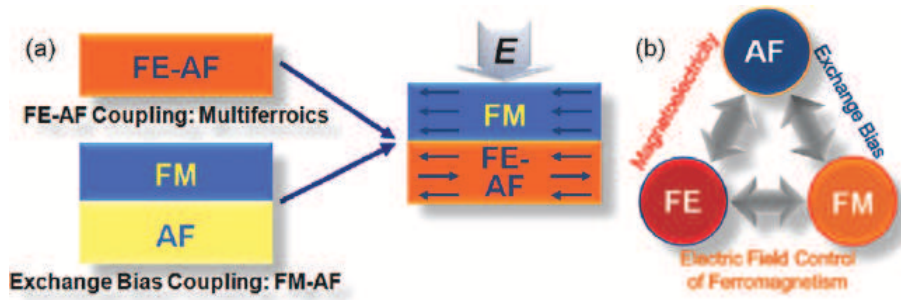 (a)
FE-AF
FE-AF Coupling: Multiferroics
FM
AF
Exchange Bias Coupling: FM-AF
E
FM
FE-
AF
(b)
AF
Magnetoelectricity
Exchange Bias
FE
FM
Electric Field Control
of Ferromagnetism